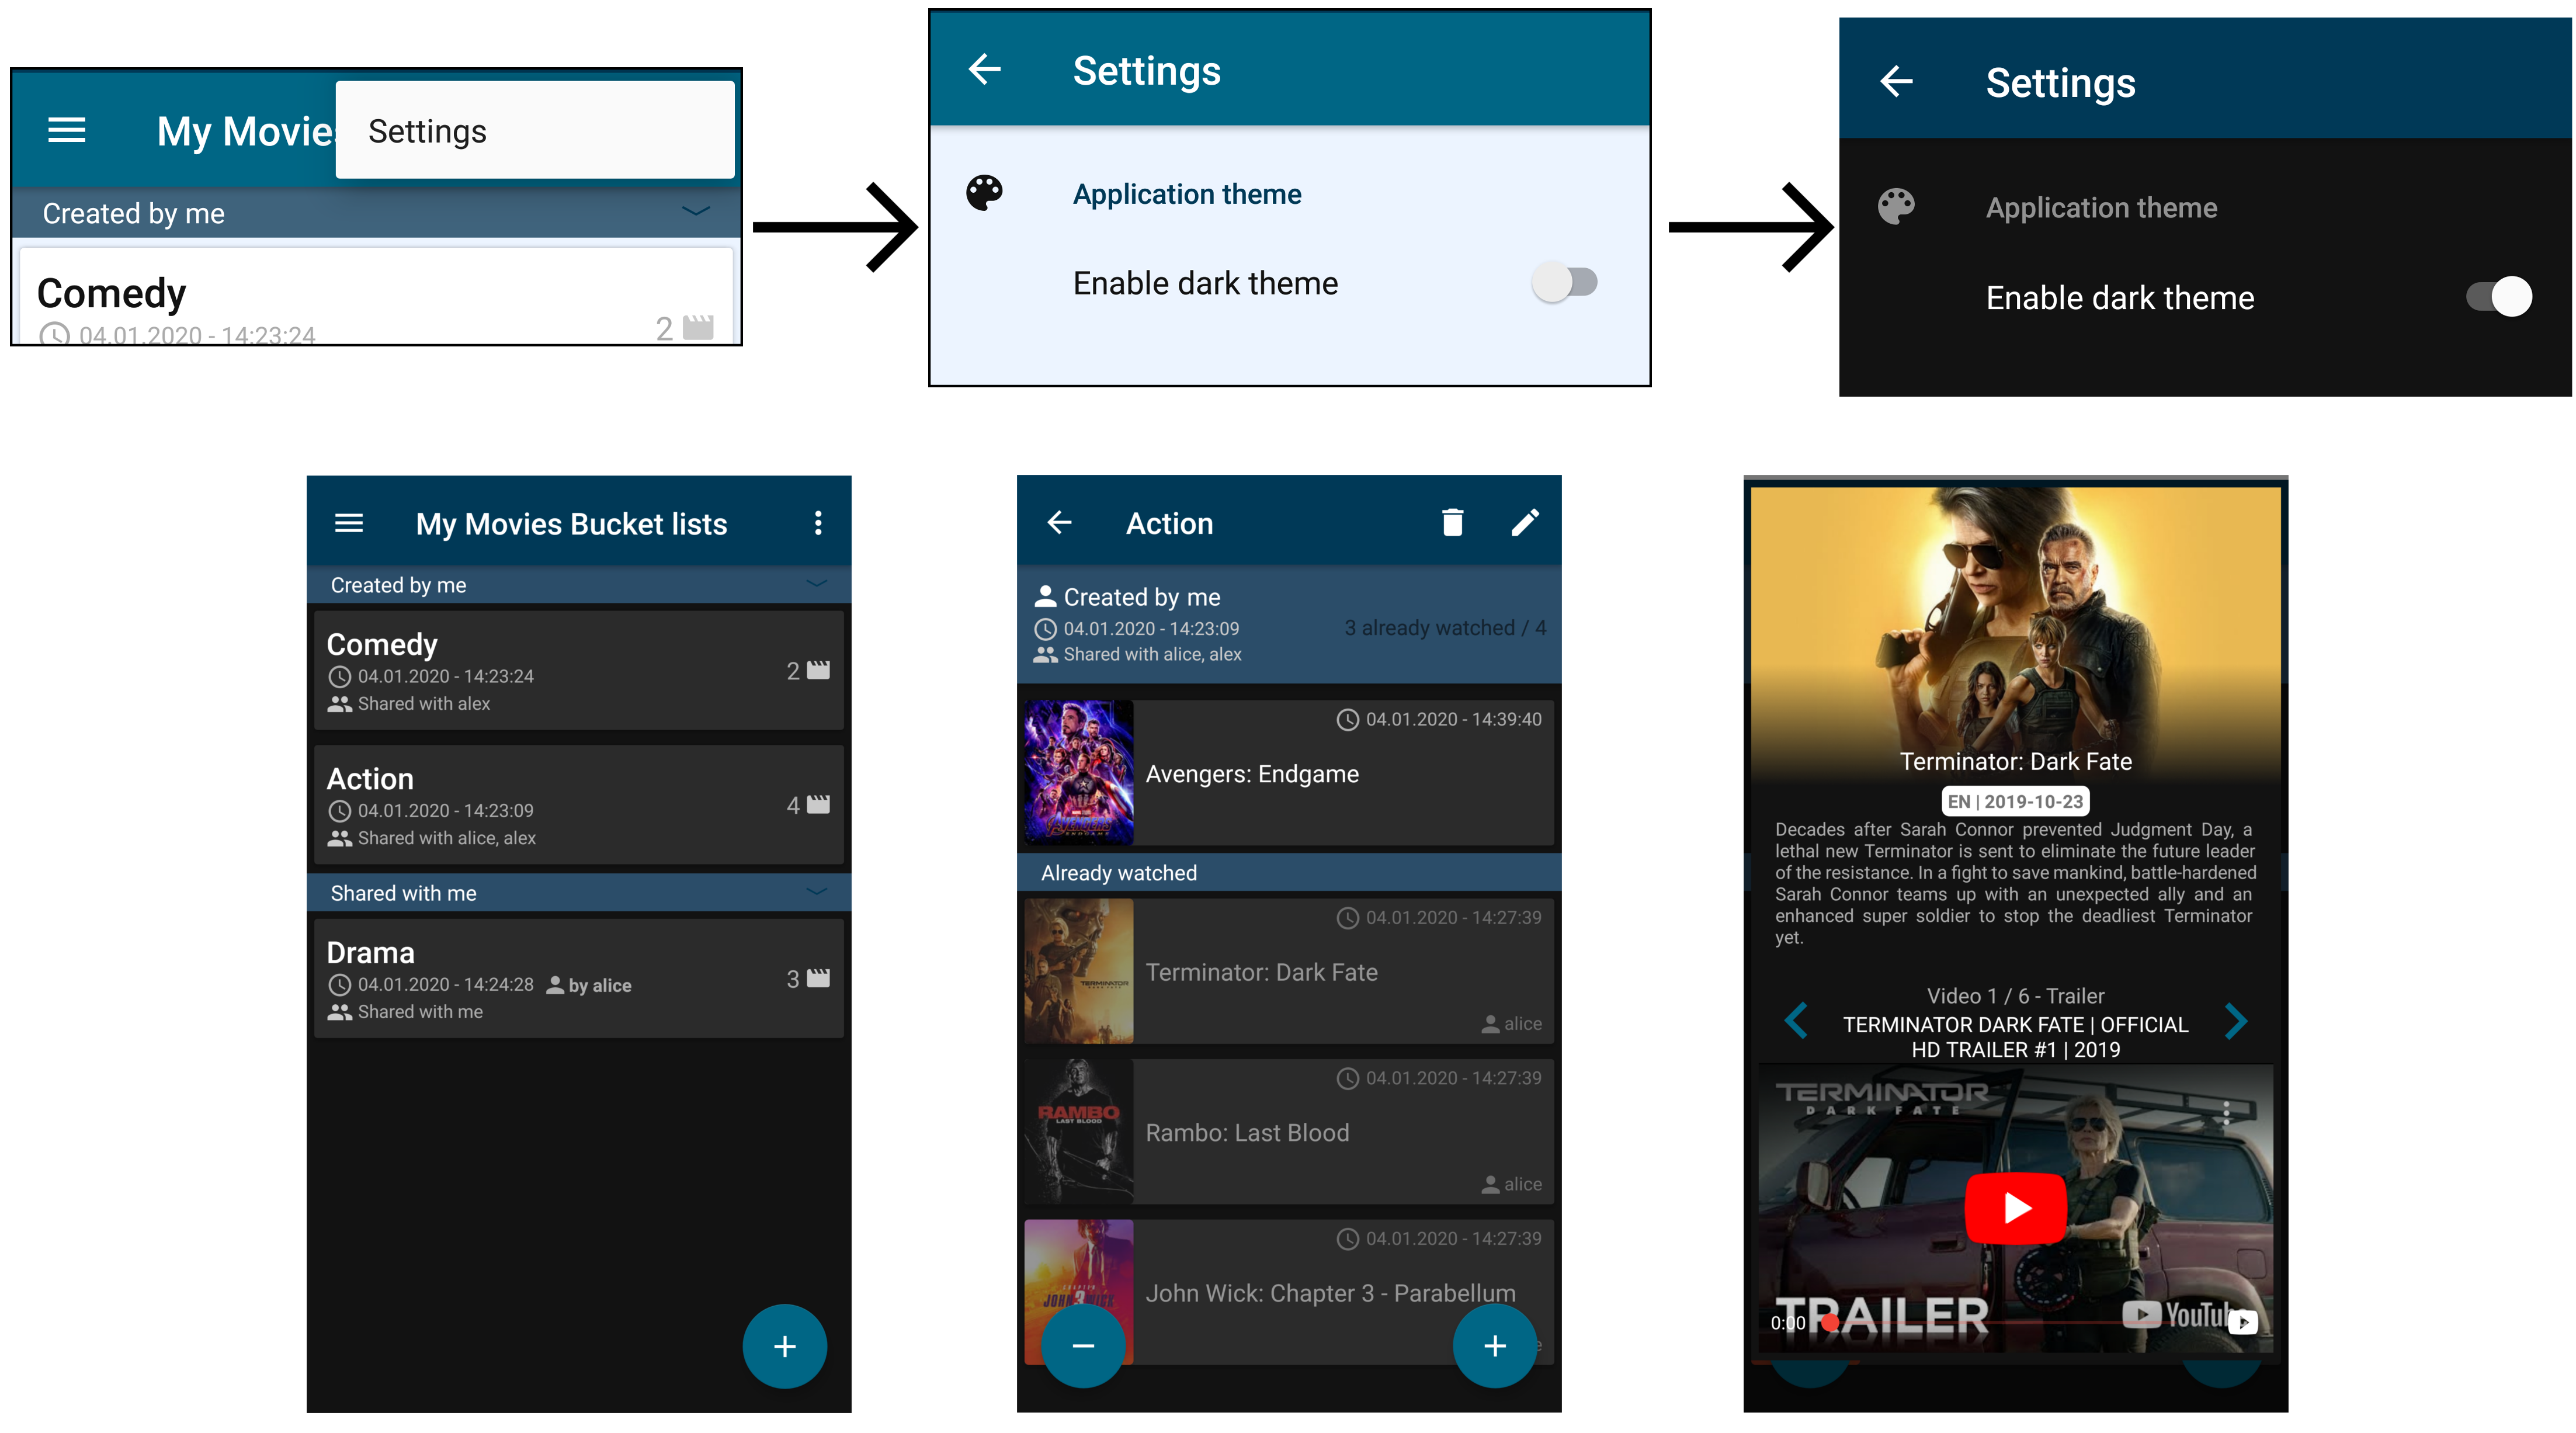 My Movie
Settings
Created by me
Comedy
04.01.2020 - 14:23:24
2
Settings
Application theme
Enable dark theme
Settings
Application theme
Enable dark theme
My Movies Bucket lists
Created by me
Comedy
04.01.2020 - 14:23:24
2
Shared with alex
Action
04.01.2020 - 14:23:09
4
Shared with alice, alex
Shared with me
Drama
04.01.2020 - 14:24:28 by alice
3
Shared with me
+
Action
Created by me
04.01.2020 - 14:23:09
3 already watched / 4
Shared with alice, alex
04.01.2020 - 14:39:40
Avengers: Endgame
AVENGERS
ENDGAME
Already watched
04.01.2020 - 14:27:39
Terminator: Dark Fate
TERMINATOR
DARK FATE
alice
04.01.2020 - 14:27:39
RAMBO
LAST BLOOD
Rambo: Last Blood
alice
04.01.2020 - 14:27:39
John Wick: Chapter 3 - Parabellum
JOHN WICK
−
+
Terminator: Dark Fate
EN | 2019-10-23
Decades after Sarah Connor prevented Judgment Day, a
lethal new Terminator is sent to eliminate the future leader
of the resistance. In a fight to save mankind, battle-hardened
Sarah Connor teams up with an unexpected ally and an
enhanced super soldier to stop the deadliest Terminator
yet.
Video 1 / 6 - Trailer
TERMINATOR DARK FATE | OFFICIAL
HD TRAILER #1 | 2019
TERMINATOR
DARK FATE
TRAILER
0:00
YouTube